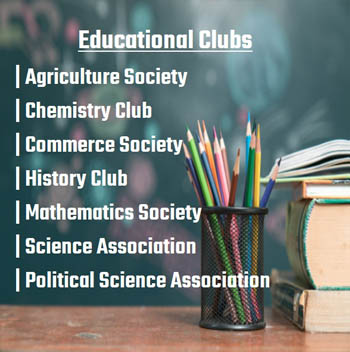 Educational Clubs
| Agriculture Society
| Chemistry Club
| Commerce Society
| History Club
| Mathematics Society
| Science Association
| Political Science Association